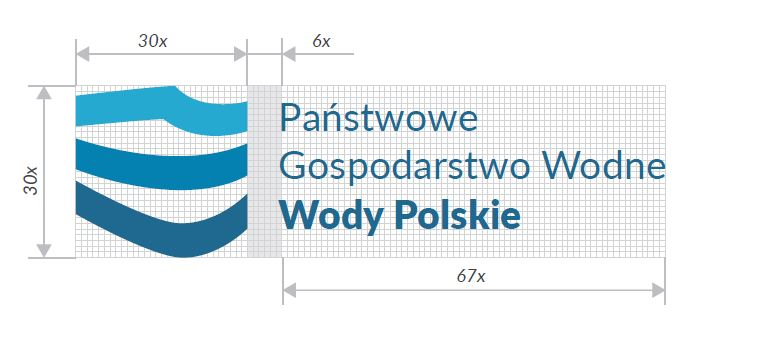 30x
6x
30x
Państwowe
Gospodarstwo Wodne
Wody Polskie
67x